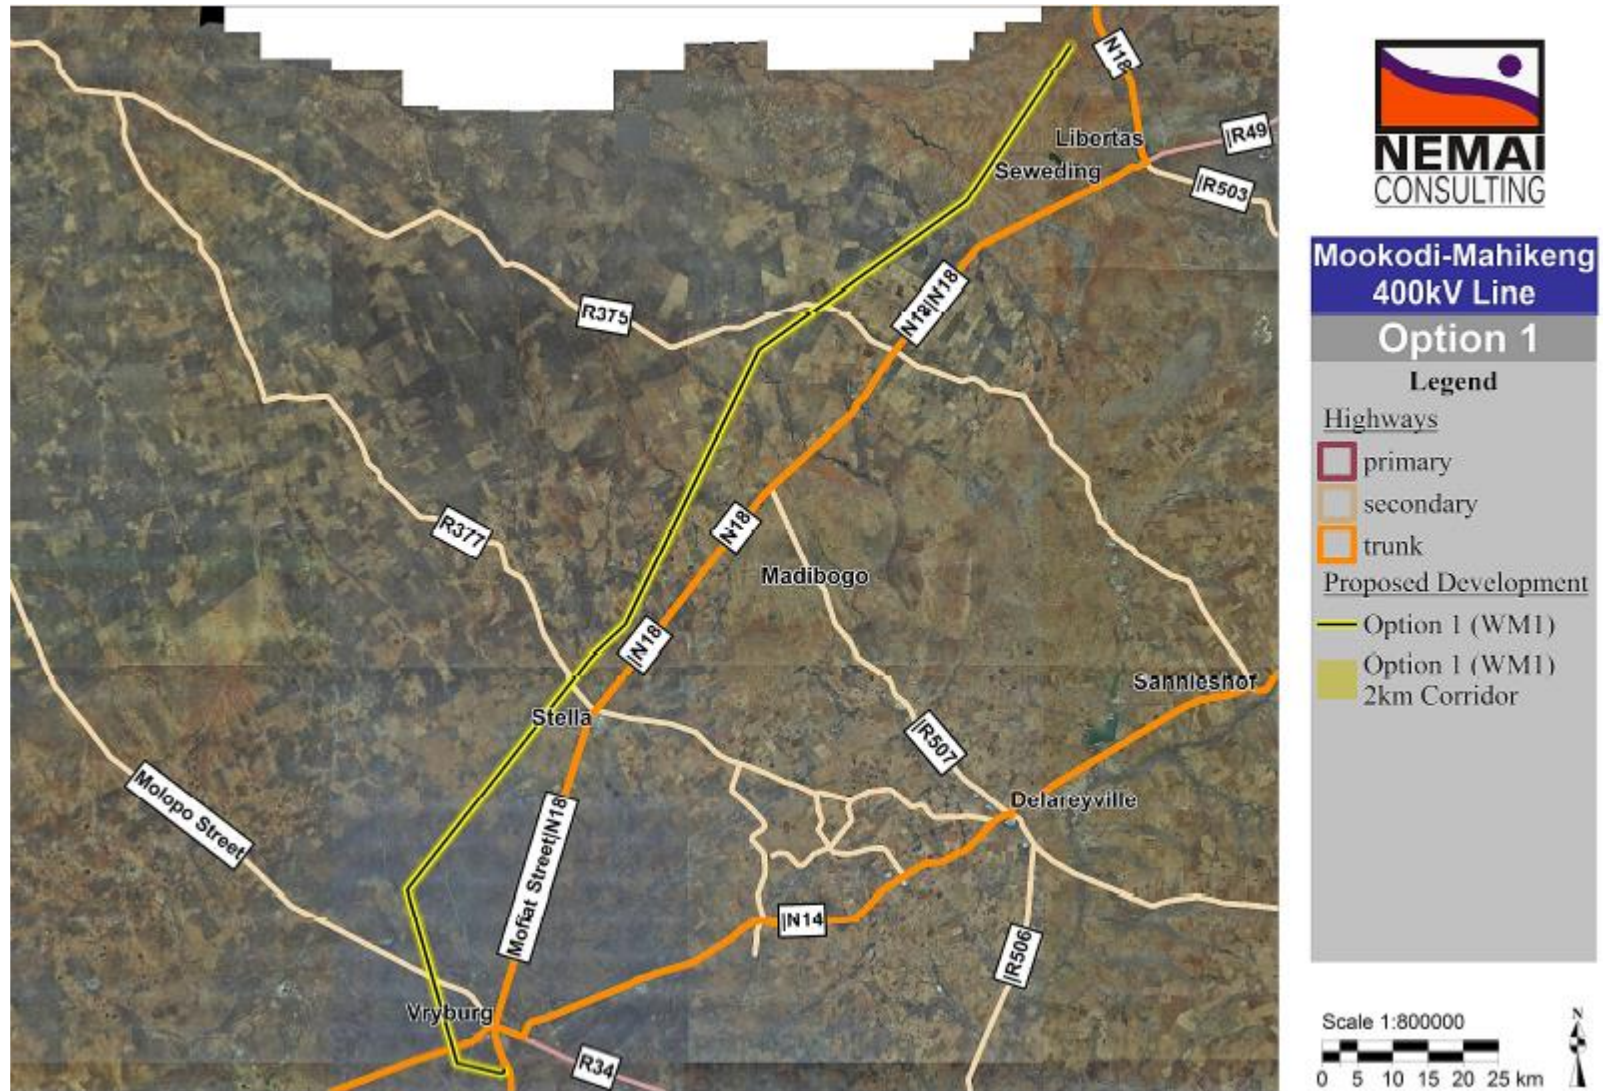 N18
Libertas
|R49
Seweding
|R503
N18|N18
R375
N18
R377
Madibogo
|N18
Sannieshof
Stella
|R507
Molopo Street
Delareyville
Moffat Street|N18
|N14
|R506
Vryburg
R34
NEMAI
CONSULTING
Mookodi-Mahikeng
400kV Line
Option 1
Legend
Highways
primary
secondary
trunk
Proposed Development
Option 1 (WM1)
Option 1 (WM1)
2km Corridor
Scale 1:800000
N
0 5 10 15 20 25 km